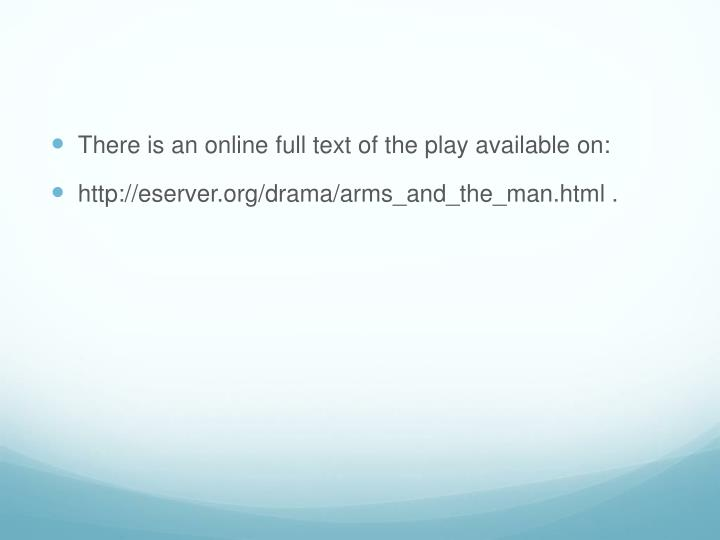 There is an online full text of the play available on:
http://eserver.org/drama/arms_and_the_man.html .